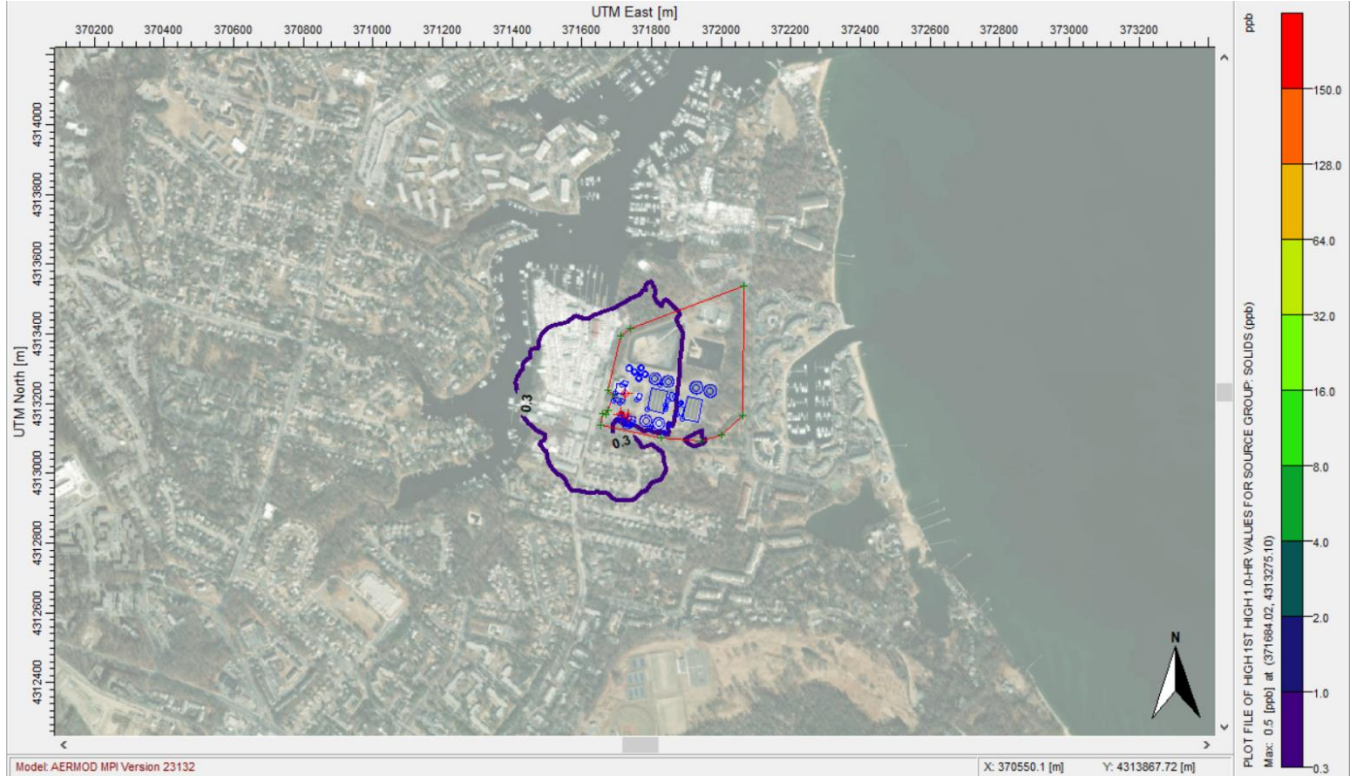 UTM East [m]
370200 370400 370600 370800 371000 371200 371400 371600 371800 372000 372200 372400 372600 372800 373000 373200
UTM North [m]
4314000
4313800
4313600
4313400
4313200
4313000
4312800
4312600
4312400
0.3
0.3
N
ppb
150.0
128.0
64.0
32.0
16.0
8.0
4.0
2.0
1.0
0.3
PLOT FILE OF HIGH 1ST HIGH 1.0-HR VALUES FOR SOURCE GROUP: SOLIDS (ppb)
Max: 0.5 [ppb] at (371684.02, 4313275.10)
Model: AERMOD MPI Version 23132
X: 370550.1 [m] Y: 4313867.72 [m]